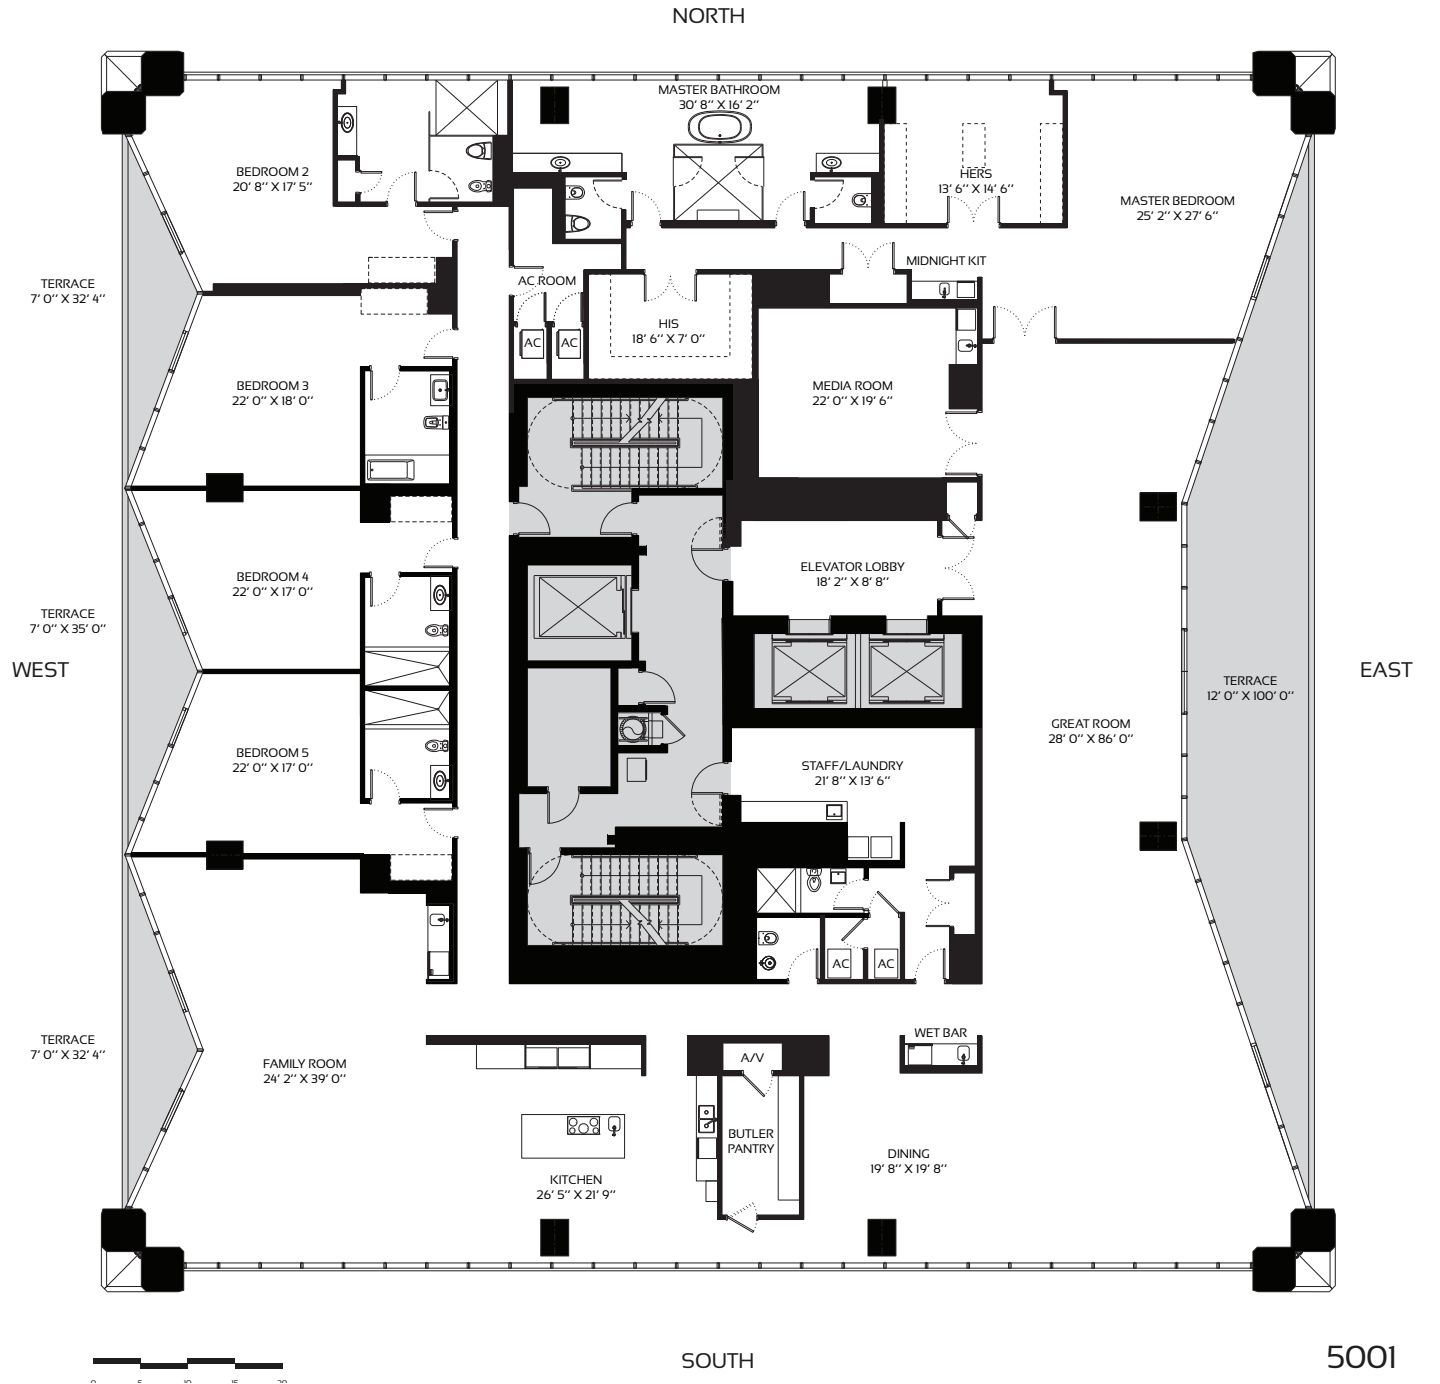 NORTH
MASTER BATHROOM
30' 8" X 16' 2"
BEDROOM 2
20' 8" X 17' 5"
HERS
13' 6" X 14' 6"
MASTER BEDROOM
25' 2" X 27' 6"
TERRACE
7' 0" X 32' 4"
AC ROOM
MIDNIGHT KIT
HIS
18' 6" X 7' 0"
AC
AC
BEDROOM 3
22' 0" X 18' 0"
MEDIA ROOM
22' 0" X 19' 6"
BEDROOM 4
22' 0" X 17' 0"
ELEVATOR LOBBY
18' 2" X 8' 8"
TERRACE
7' 0" X 35' 0"
WEST
EAST
TERRACE
12' 0" X 100' 0"
GREAT ROOM
28' 0" X 86' 0"
BEDROOM 5
22' 0" X 17' 0"
STAFF/LAUNDRY
21' 8" X 13' 6"
AC
AC
TERRACE
7' 0" X 32' 4"
FAMILY ROOM
24' 2" X 39' 0"
A/V
WET BAR
BUTLER
PANTRY
DINING
19' 8" X 19' 8"
KITCHEN
26' 5" X 21' 9"
SOUTH
5001